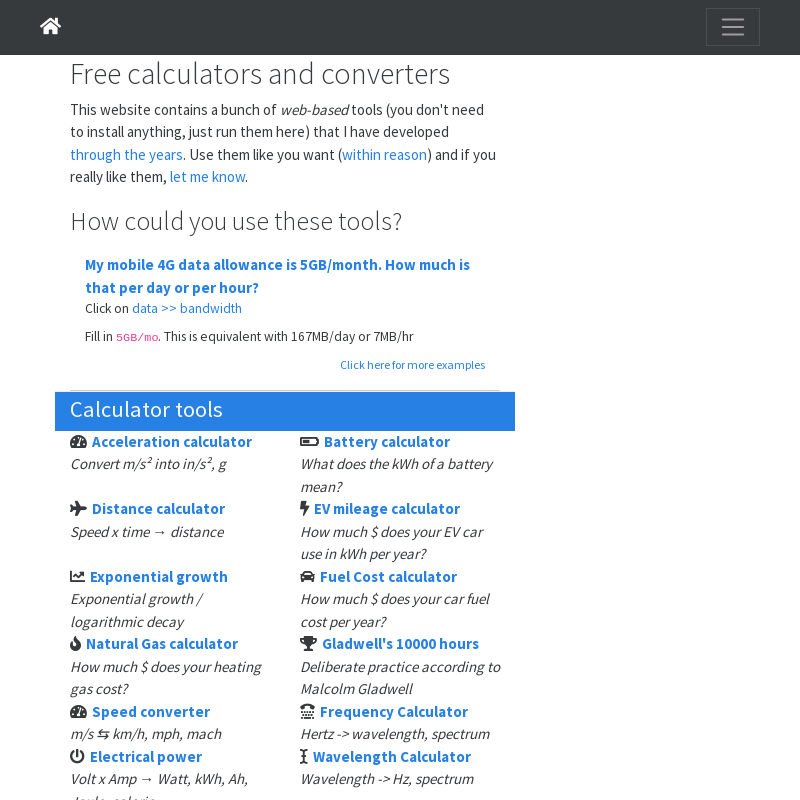 Free calculators and converters
This website contains a bunch of web-based tools (you don't need
to install anything, just run them here) that I have developed
through the years. Use them like you want (within reason) and if you
really like them, let me know.
How could you use these tools?
My mobile 4G data allowance is 5GB/month. How much is
that per day or per hour?
Click on data >> bandwidth
Fill in 5GB/mo. This is equivalent with 167MB/day or 7MB/hr
Click here for more examples
Calculator tools
Acceleration calculator
Convert m/s² into in/s², g
Battery calculator
What does the kWh of a battery
mean?
Distance calculator
Speed x time → distance
EV mileage calculator
How much $ does your EV car
use in kWh per year?
Exponential growth
Exponential growth /
logarithmic decay
Fuel Cost calculator
How much $ does your car fuel
cost per year?
Natural Gas calculator
How much $ does your heating
gas cost?
Gladwell's 10000 hours
Deliberate practice according to
Malcolm Gladwell
Speed converter
m/s ⇆ km/h, mph, mach
Frequency Calculator
Hertz -> wavelength, spectrum
Electrical power
Volt x Amp → Watt, kWh, Ah,
Joule, calorie
Wavelength Calculator
Wavelength -> Hz, spectrum